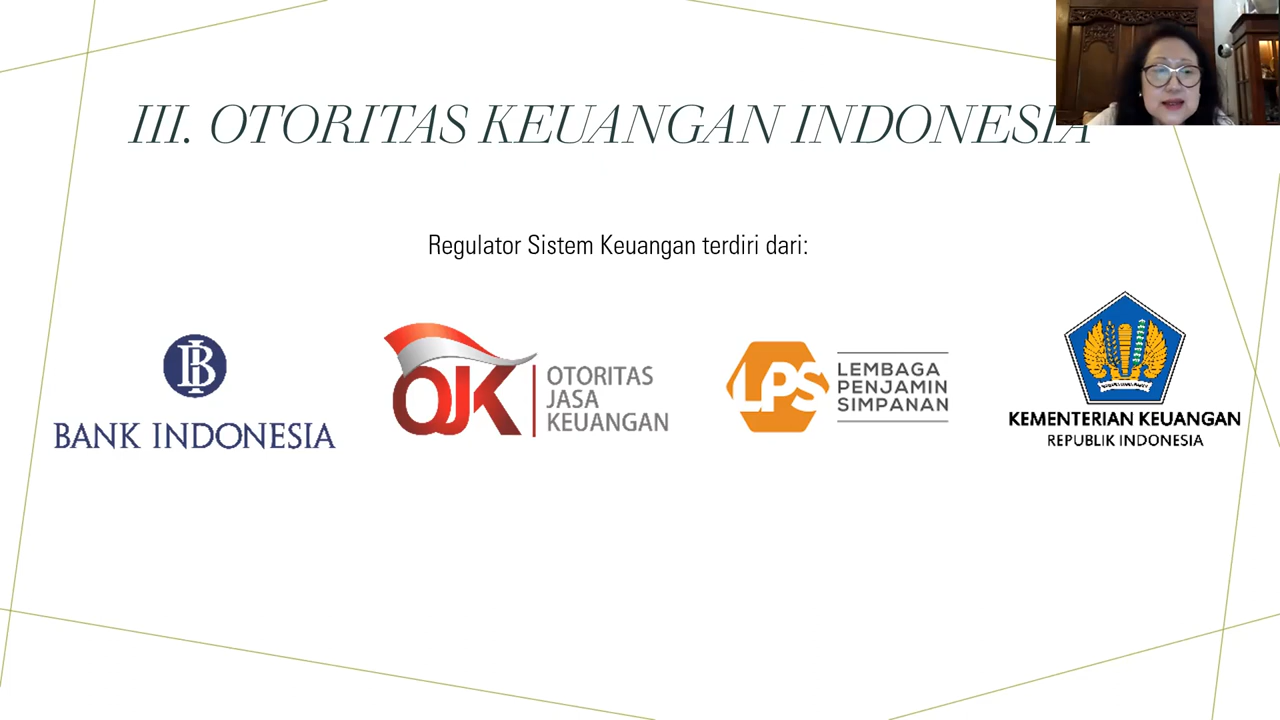 III. OTORITAS KEUANGAN INDONESIA
Regulator Sistem Keuangan terdiri dari:
BI
BANK INDONESIA
OJK
OTORITAS
JASA
KEUANGAN
LPS
LEMBAGA
PENJAMIN
SIMPANAN
KEMENTERIAN KEUANGAN
REPUBLIK INDONESIA